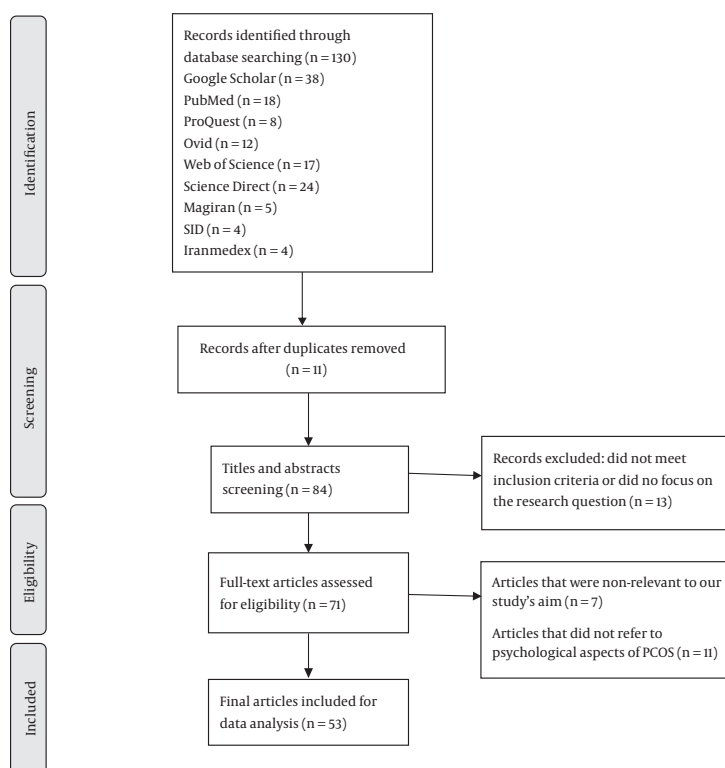 Identification
Records identified through
database searching (n = 130)
Google Scholar (n = 38)
PubMed (n = 18)
ProQuest (n = 8)
Ovid (n = 12)
Web of Science (n = 17)
Science Direct (n = 24)
Magiran (n = 5)
SID (n = 4)
Iranmedex (n = 4)
Screening
Records after duplicates removed
(n = 11)
Titles and abstracts
screening (n = 84)
Records excluded: did not meet
inclusion criteria or did no focus on
the research question (n = 13)
Eligibility
Full-text articles assessed
for eligibility (n = 71)
Articles that were non-relevant to our
study's aim (n = 7)
Articles that did not refer to
psychological aspects of PCOS (n = 11)
Included
Final articles included for
data analysis (n = 53)